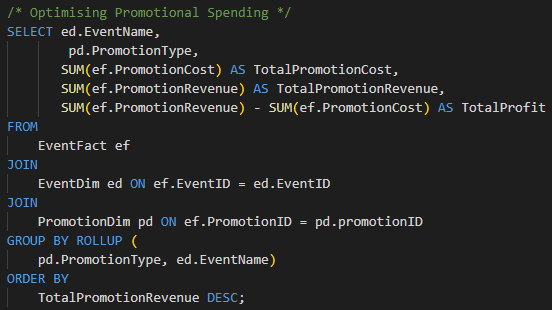 /* Optimising Promotional Spending */
SELECT ed.EventName,
        pd.PromotionType,
       SUM(ef.PromotionCost) AS TotalPromotionCost,
       SUM(ef.PromotionRevenue) AS TotalPromotionRevenue,
       SUM(ef.PromotionRevenue) - SUM(ef.PromotionCost) AS TotalProfit
FROM
    EventFact ef
JOIN
    EventDim ed ON ef.EventID = ed.EventID
JOIN
    PromotionDim pd ON ef.PromotionID = pd.promotionID
GROUP BY ROLLUP (
    pd.PromotionType, ed.EventName)
ORDER BY
    TotalPromotionRevenue DESC;